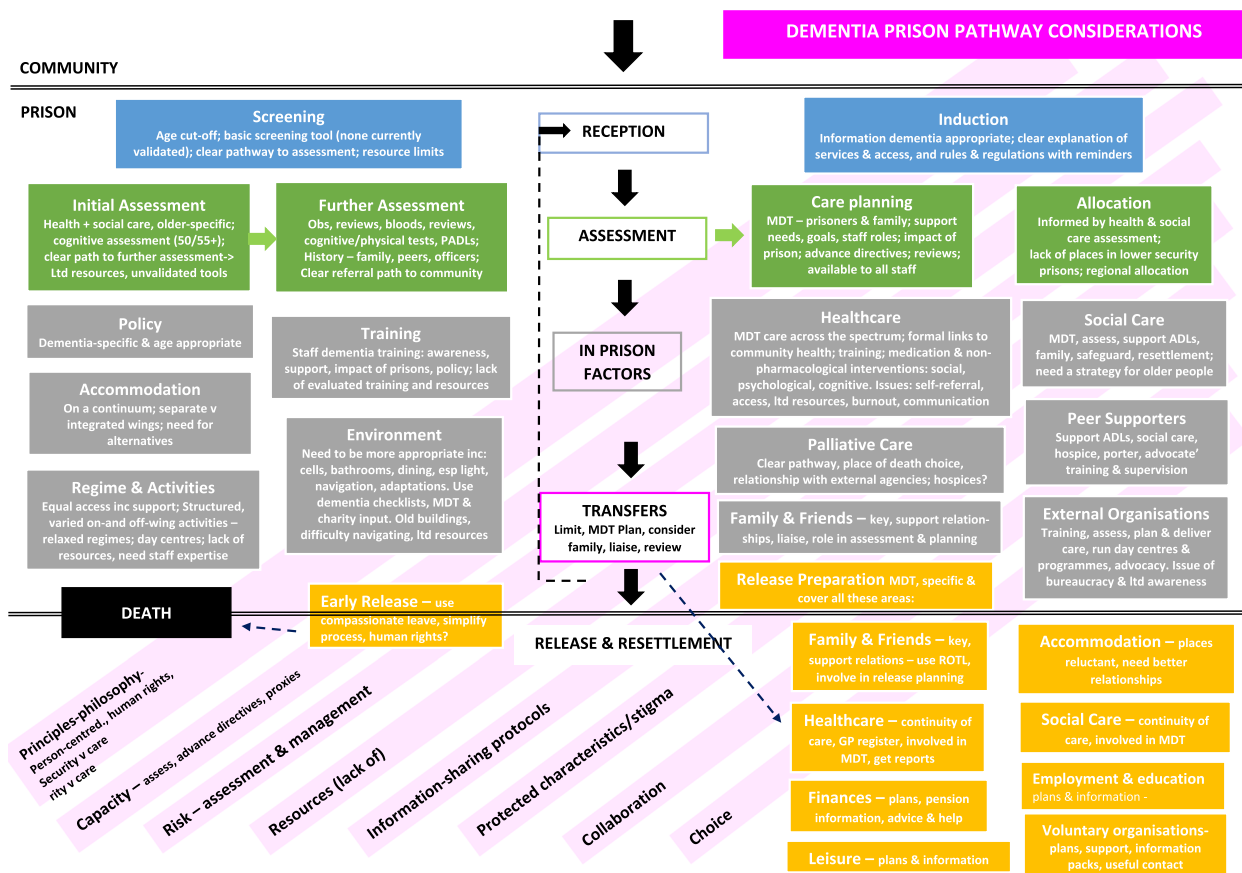 DEMENTIA PRISON PATHWAY CONSIDERATIONS
COMMUNITY
PRISON
Screening
Age cut-off; basic screening tool (none currently
validated); clear pathway to assessment; resource limits
RECEPTION
Induction
Information dementia appropriate; clear explanation of
services & access, and rules & regulations with reminders
Initial Assessment
Health + social care, older-specific;
cognitive assessment (50/55+);
clear path to further assessment->
Ltd resources, unvalidated tools
Further Assessment
Obs, reviews, bloods, reviews,
cognitive/physical tests, PADLs;
History – family, peers, officers;
Clear referral path to community
ASSESSMENT
Care planning
MDT – prisoners & family; support
needs, goals, staff roles; impact of
prison; advance directives; reviews;
available to all staff
Allocation
Informed by health & social
care assessment;
lack of places in lower security
prisons; regional allocation
Policy
Dementia-specific & age appropriate
Training
Staff dementia training: awareness,
support, impact of prisons, policy; lack
of evaluated training and resources
IN PRISON
FACTORS
Healthcare
MDT care across the spectrum; formal links to
community health; training; medication & non-
pharmacological interventions: social,
psychological, cognitive. Issues: self-referral,
access, ltd resources, burnout, communication
Social Care
MDT, assess, support ADLs,
family, safeguard, resettlement;
need a strategy for older people
Accommodation
On a continuum; separate v
integrated wings; need for
alternatives
Environment
Need to be more appropriate inc:
cells, bathrooms, dining, esp light,
navigation, adaptations. Use
dementia checklists, MDT &
charity input. Old buildings,
difficulty navigating, ltd resources
Peer Supporters
Support ADLs, social care,
hospice, porter, advocate’
training & supervision
Palliative Care
Clear pathway, place of death choice,
relationship with external agencies; hospices?
Regime & Activities
Equal access inc support; Structured,
varied on-and off-wing activities –
relaxed regimes; day centres; lack of
resources, need staff expertise
TRANSFERS
Limit, MDT Plan, consider
family, liaise, review
Family & Friends – key, support relation-
ships, liaise, role in assessment & planning
External Organisations
Training, assess, plan & deliver
care, run day centres &
programmes, advocacy. Issue of
bureaucracy & ltd awareness
Release Preparation MDT, specific &
cover all these areas:
DEATH
Early Release – use
compassionate leave, simplify
process, human rights?
RELEASE & RESETTLEMENT
Family & Friends – key,
support relations – use ROTL,
involve in release planning
Accommodation – places
reluctant, need better
relationships
Healthcare – continuity of
care, GP register, involved in
MDT, get reports
Social Care – continuity of
care, involved in MDT
Finances – plans, pension
information, advice & help
Employment & education
plans & information -
Leisure – plans & information
Voluntary organisations-
plans, support, information
packs, useful contact
Principles-philosophy-
Person-centred., human rights,
Security v care
rity v care
Capacity – assess, advance directives, proxies
Risk – assessment & management
Resources (lack of)
Information-sharing protocols
Protected characteristics/stigma
Collaboration
Choice